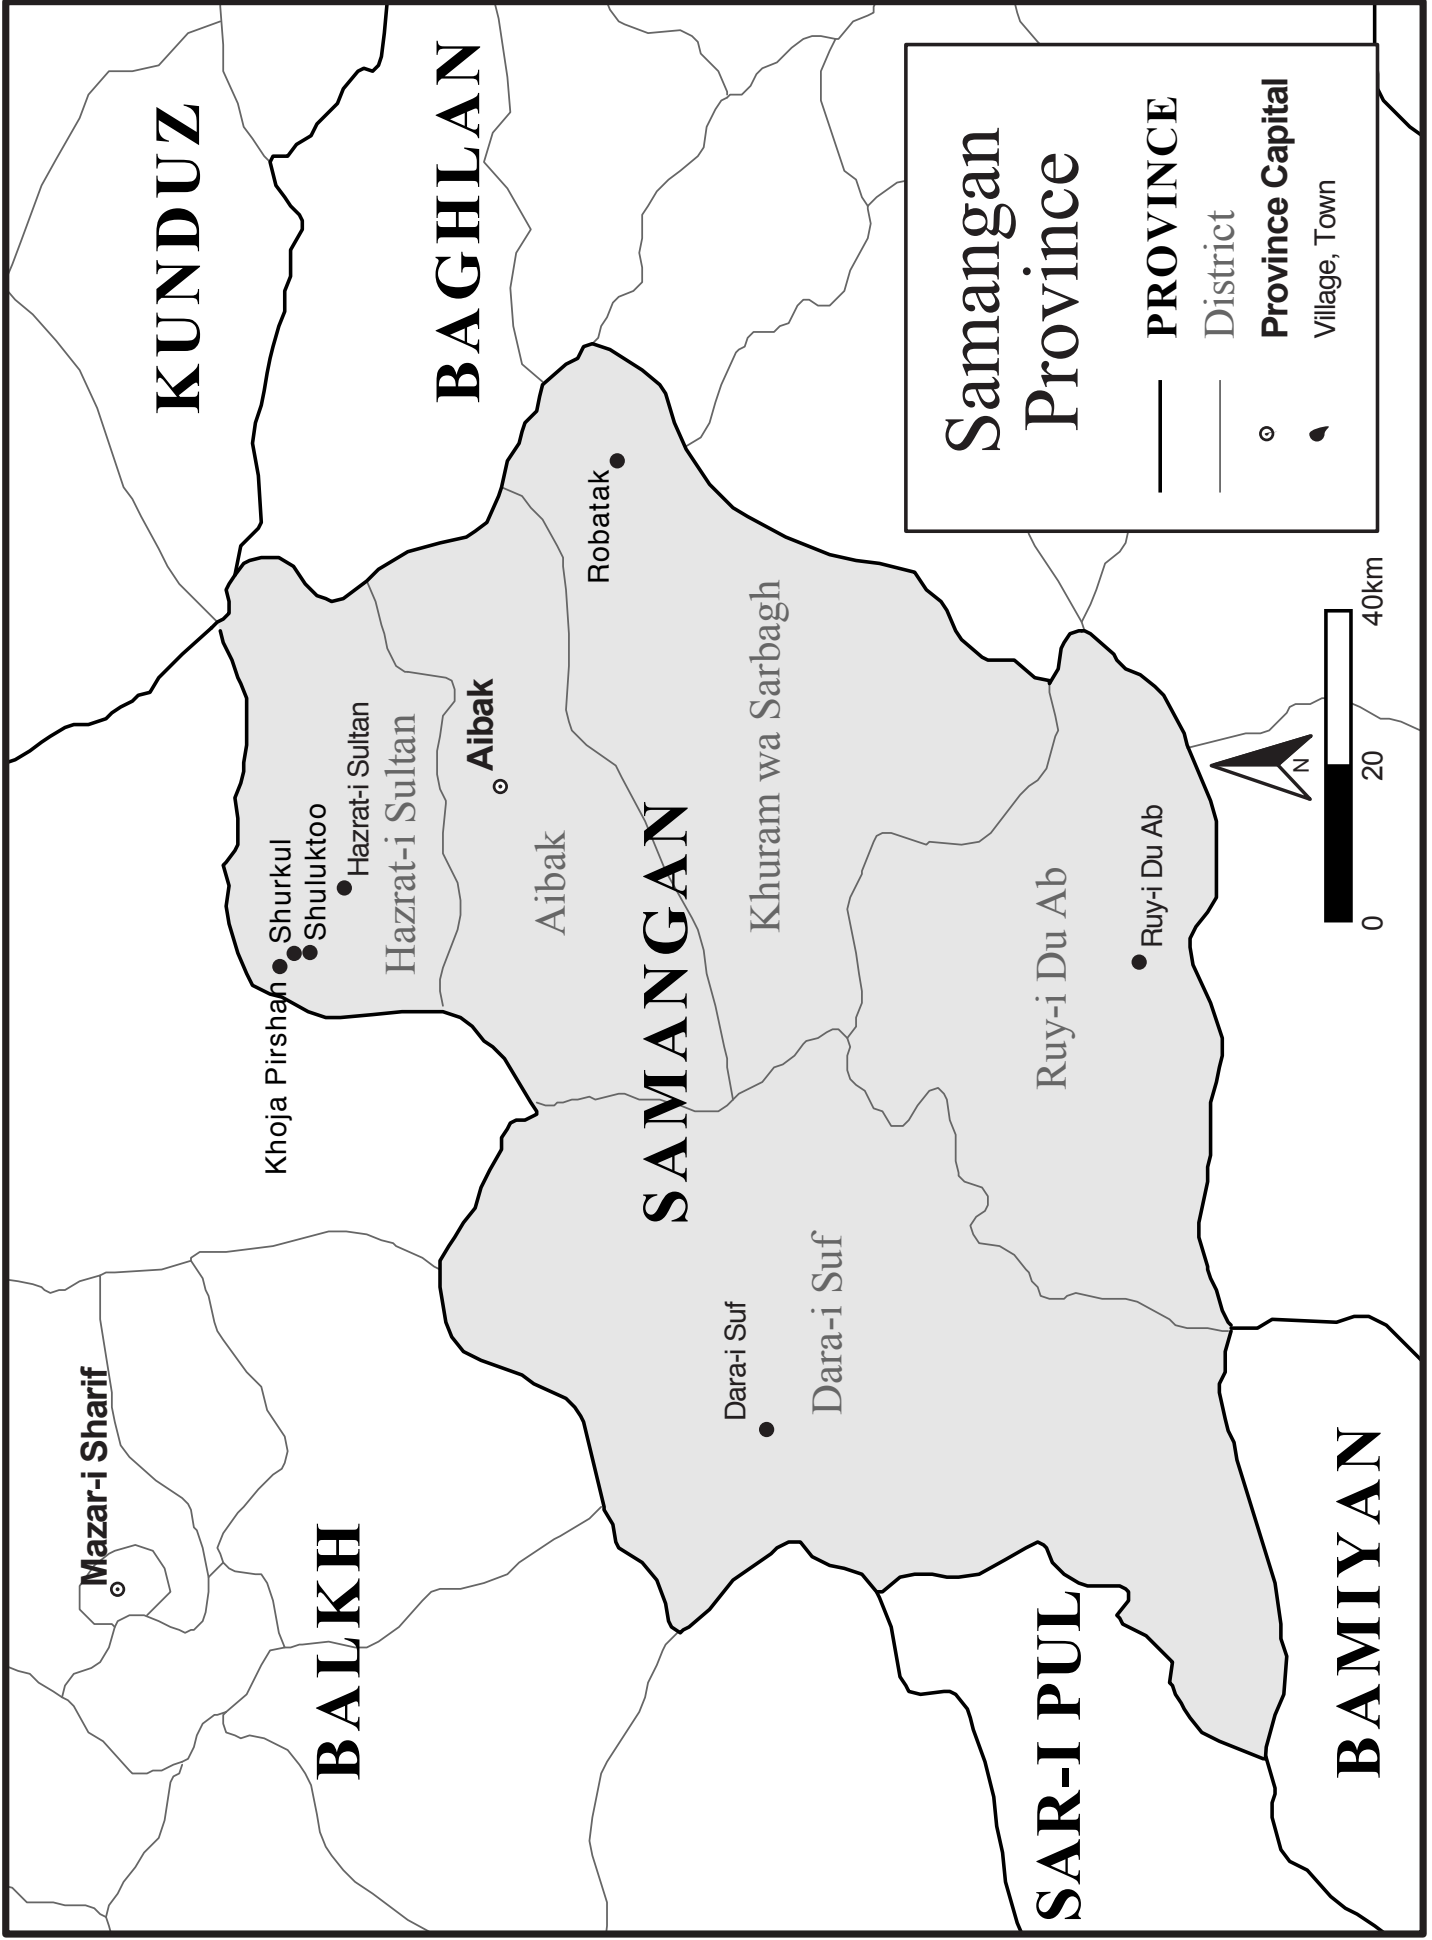 KUNDUZ
BAGHLAN
Mazar-i Sharif
BALKH
Khoja Pirshan
Shurkul
Shuluktoo
Hazrat-i Sultan
Hazrat-i Sultan
Aibak
Aibak
Robatak
SAMANGAN
Khuram wa Sarbagh
Dara-i Suf
Dara-i Suf
Ruy-i Du Ab
Ruy-i Du Ab
SAR-I PUL
BAMIYAN
N
0 20 40km
Samangan
Province
PROVINCE
District
Province Capital
Village, Town